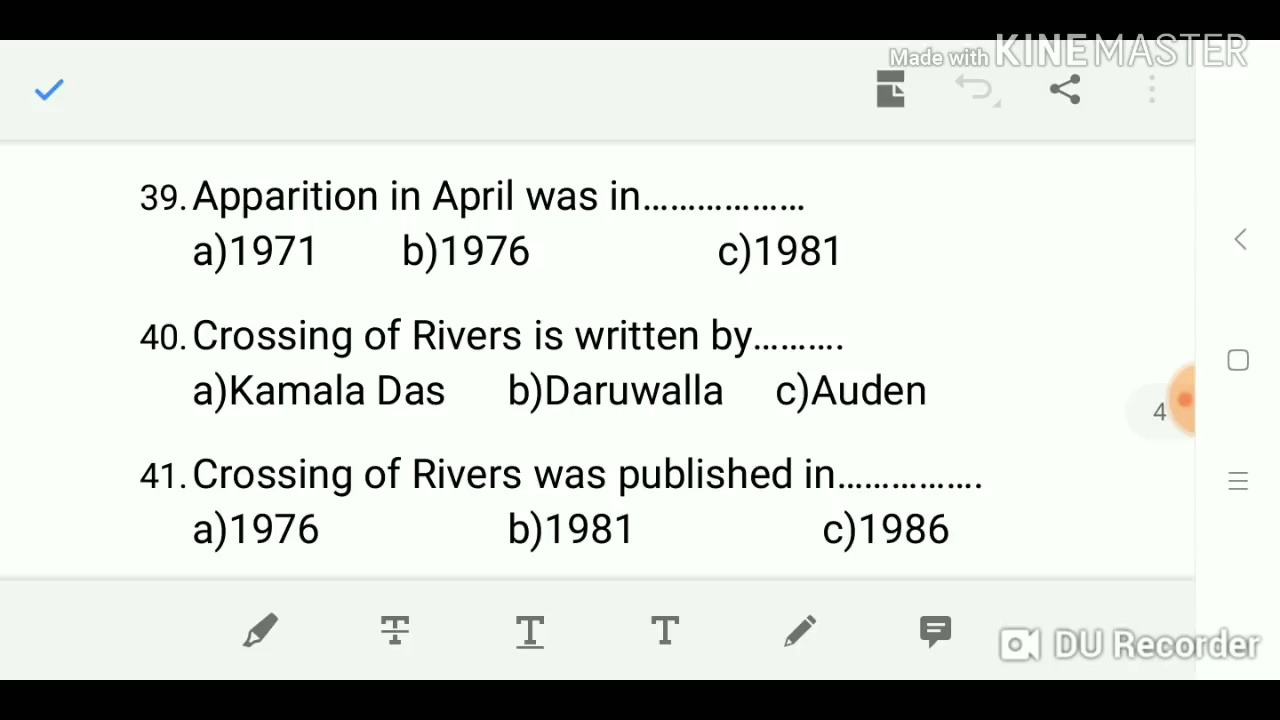 Made with KINEMASTER
39. Apparition in April was in………………
a)1971 b)1976 c)1981
40. Crossing of Rivers is written by……….
a)Kamala Das b)Daruwalla c)Auden
4
41. Crossing of Rivers was published in…………….
a)1976 b)1981 c)1986
T T T
DU Recorder